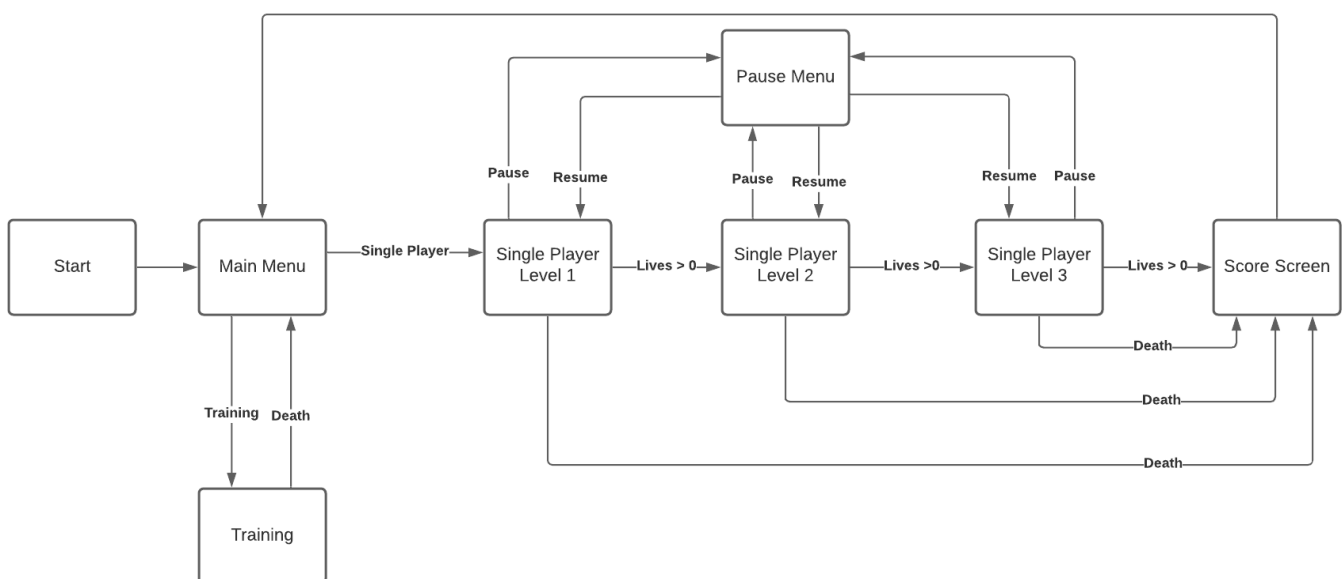 Pause Menu
Pause
Resume
Pause
Resume
Resume
Pause
Start
Main Menu
Single Player
Single Player
Level 1
Lives > 0
Single Player
Level 2
Lives >0
Single Player
Level 3
Lives > 0
Score Screen
Death
Death
Training
Death
Death
Training